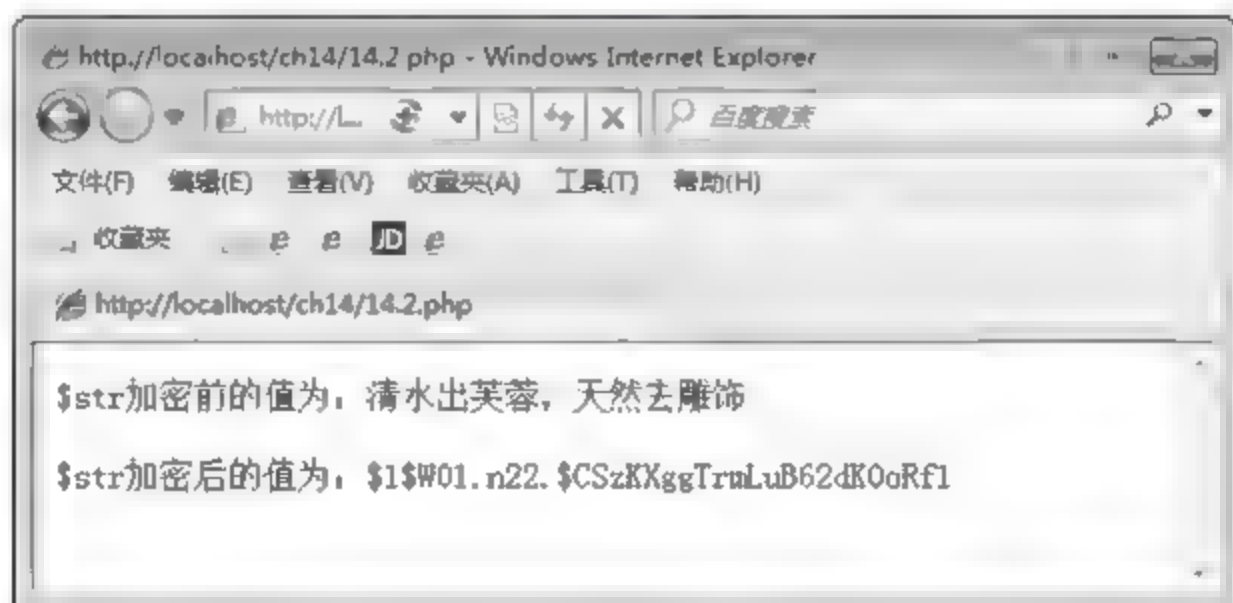 http://localhost/ch14/14.2.php - Windows Internet Explorer
http://l... 百度搜索
文件(F) 编辑(E) 查看(V) 收藏夹(A) 工具(T) 帮助(H)
收藏夹 JD
http://localhost/ch14/14.2.php
$str加密前的值为：清水出芙蓉，天然去雕饰
$str加密后的值为：$1$W01.n22.$CSzKXggTruLuB62dKOoRf1